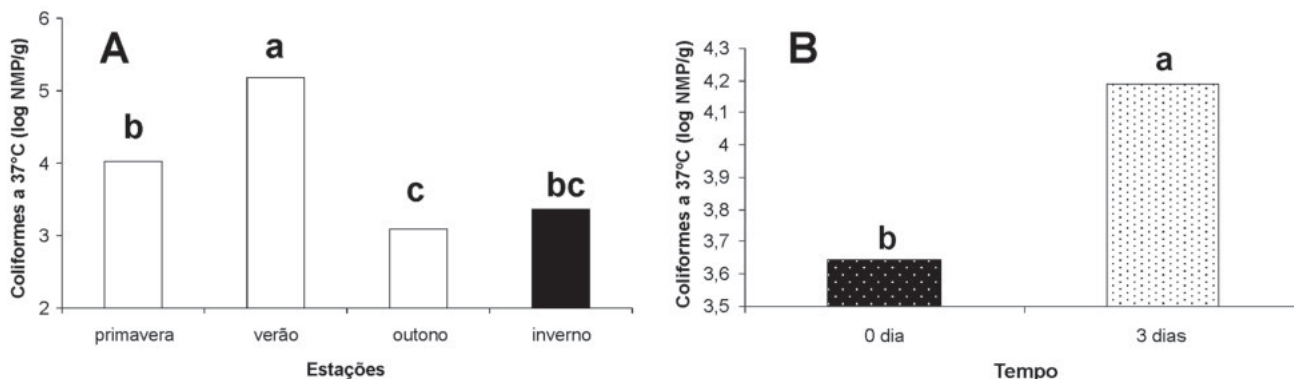 A
Coliformes a 37°C (log NMP/g)
6
5
4
3
2
b
a
c
bc
primavera
verão
outono
inverno
Estações
B
Coliformes a 37°C (log NMP/g)
4,3
4,2
4,1
4
3,9
3,8
3,7
3,6
3,5
b
a
0 dia
3 dias
Tempo